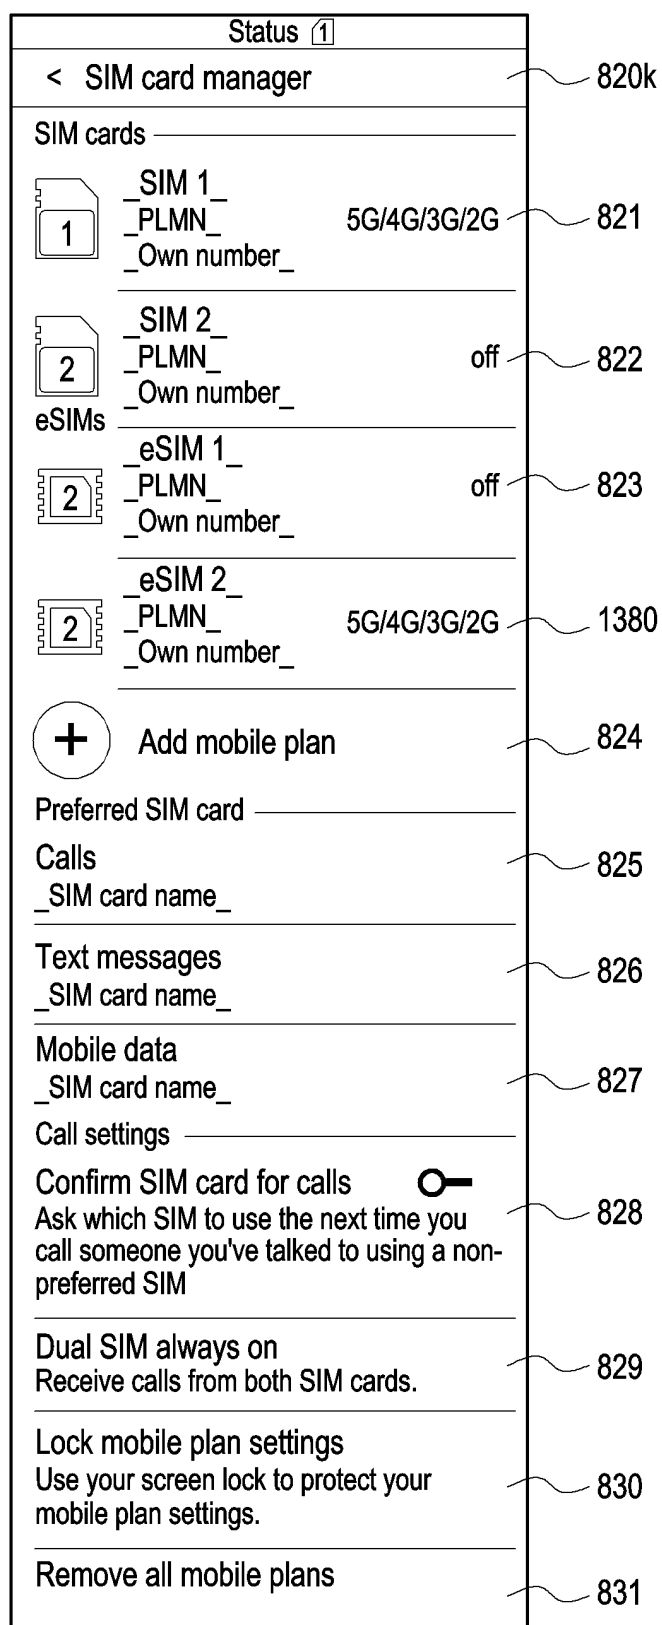 Status 1
< SIM card manager 820k
SIM cards
_SIM 1_
1 _PLMN_ 5G/4G/3G/2G 821
_Own number_
_SIM 2_
2 _PLMN_ off 822
_Own number_
eSIMs
_eSIM 1_
2 _PLMN_ off 823
_Own number_
_eSIM 2_
2 _PLMN_ 5G/4G/3G/2G 1380
_Own number_
+ Add mobile plan 824
Preferred SIM card
Calls 825
_SIM card name_
Text messages 826
_SIM card name_
Mobile data
_SIM card name_ 827
Call settings
Confirm SIM card for calls
Ask which SIM to use the next time you 828
call someone you've talked to using a non-
preferred SIM
Dual SIM always on 829
Receive calls from both SIM cards.
Lock mobile plan settings
Use your screen lock to protect your 830
mobile plan settings.
Remove all mobile plans 831